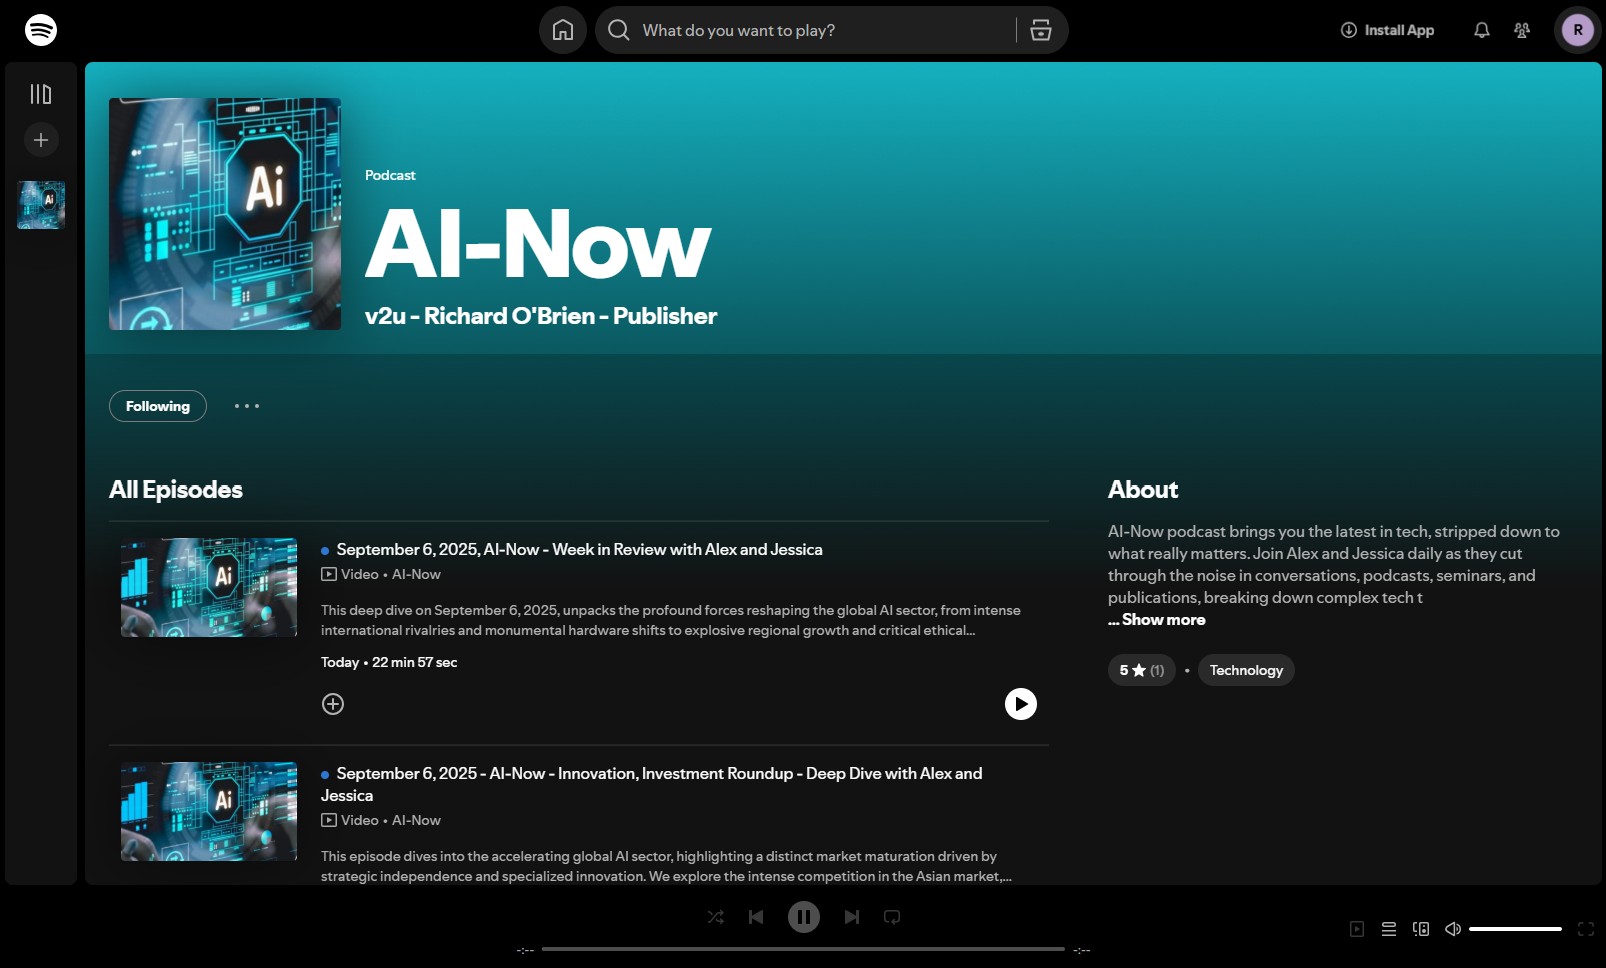 What do you want to play?
Install App
R
Ai
Ai
Podcast
AI-Now
v2u - Richard O'Brien - Publisher
Following
All Episodes
Ai
September 6, 2025, AI-Now - Week in Review with Alex and Jessica
Video • AI-Now
This deep dive on September 6, 2025, unpacks the profound forces reshaping the global AI sector, from intense
international rivalries and monumental hardware shifts to explosive regional growth and critical ethical...
Today • 22 min 57 sec
Ai
September 6, 2025 - AI-Now - Innovation, Investment Roundup - Deep Dive with Alex and
Jessica
Video • AI-Now
This episode dives into the accelerating global AI sector, highlighting a distinct market maturation driven by
strategic independence and specialized innovation. We explore the intense competition in the Asian market,...
About
AI-Now podcast brings you the latest in tech, stripped down to
what really matters. Join Alex and Jessica daily as they cut
through the noise in conversations, podcasts, seminars, and
publications, breaking down complex tech t
... Show more
5 ★ (1) • Technology
-:--
-:--